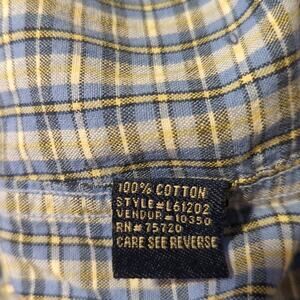 100% COTTON
STYLE#L61202
VENDOR#10350
RN#75720
CARE SEE REVERSE